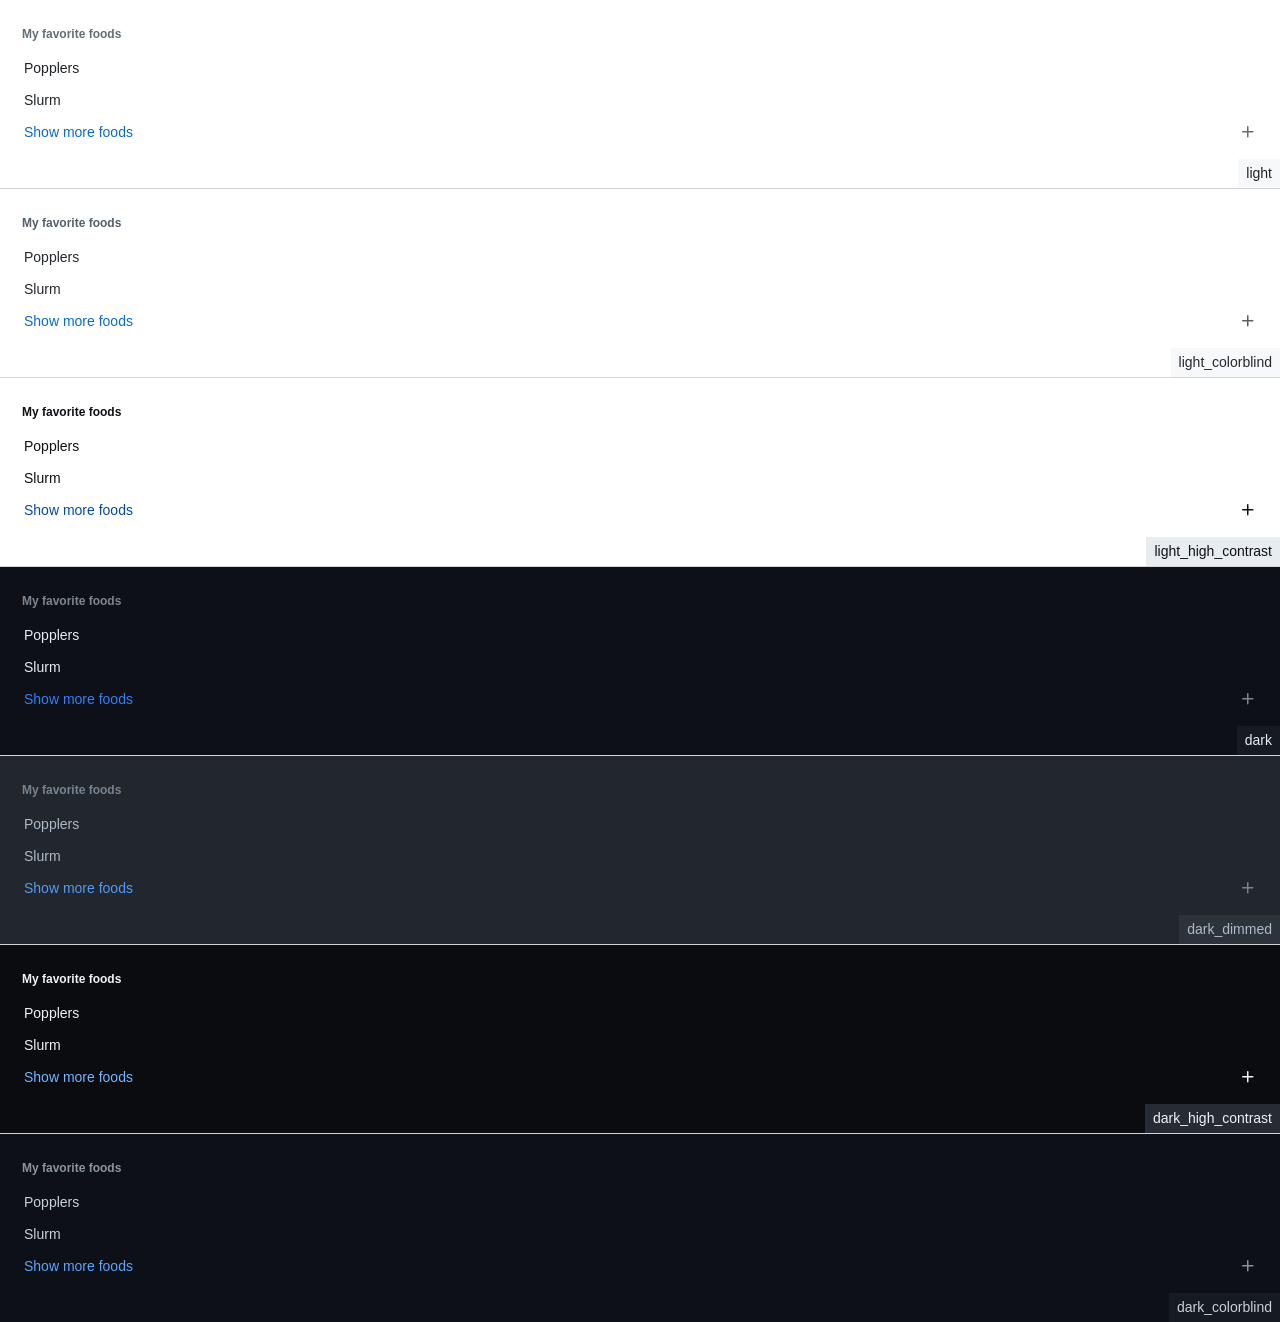 My favorite foods
Popplers
Slurm
Show more foods
light
My favorite foods
Popplers
Slurm
Show more foods
light_colorblind
My favorite foods
Popplers
Slurm
Show more foods
light_high_contrast
My favorite foods
Popplers
Slurm
Show more foods
dark
My favorite foods
Popplers
Slurm
Show more foods
dark_dimmed
My favorite foods
Popplers
Slurm
Show more foods
dark_high_contrast
My favorite foods
Popplers
Slurm
Show more foods
dark_colorblind